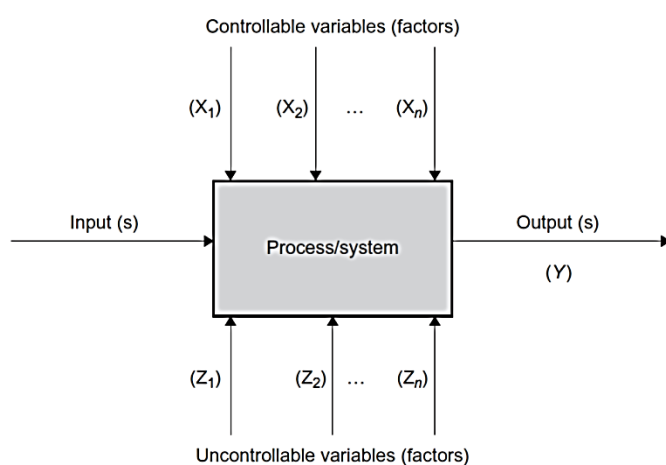 Controllable variables (factors)
(X₁) (X₂) ... (Xₙ)
Input (s)
Process/system
Output (s)
(Y)
(Z₁) (Z₂) ... (Zₙ)
Uncontrollable variables (factors)